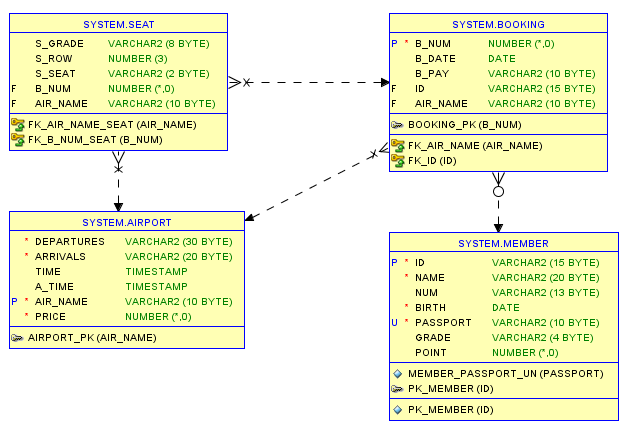 SYSTEM.SEAT
S_GRADE VARCHAR2 (8 BYTE)
S_ROW NUMBER (3)
S_SEAT VARCHAR2 (2 BYTE)
F B_NUM NUMBER (*,0)
F AIR_NAME VARCHAR2 (10 BYTE)
FK_AIR_NAME_SEAT (AIR_NAME)
FK_B_NUM_SEAT (B_NUM)
SYSTEM.BOOKING
P * B_NUM NUMBER (*,0)
B_DATE DATE
B_PAY VARCHAR2 (10 BYTE)
F ID VARCHAR2 (15 BYTE)
F AIR_NAME VARCHAR2 (10 BYTE)
BOOKING_PK (B_NUM)
FK_AIR_NAME (AIR_NAME)
FK_ID (ID)
SYSTEM.AIRPORT
* DEPARTURES VARCHAR2 (30 BYTE)
* ARRIVALS VARCHAR2 (20 BYTE)
TIME TIMESTAMP
A_TIME TIMESTAMP
P * AIR_NAME VARCHAR2 (10 BYTE)
* PRICE NUMBER (*,0)
AIRPORT_PK (AIR_NAME)
SYSTEM.MEMBER
P * ID VARCHAR2 (15 BYTE)
* NAME VARCHAR2 (20 BYTE)
NUM VARCHAR2 (13 BYTE)
* BIRTH DATE
U * PASSPORT VARCHAR2 (10 BYTE)
GRADE VARCHAR2 (4 BYTE)
POINT NUMBER (*,0)
MEMBER_PASSPORT_UN (PASSPORT)
PK_MEMBER (ID)
PK_MEMBER (ID)